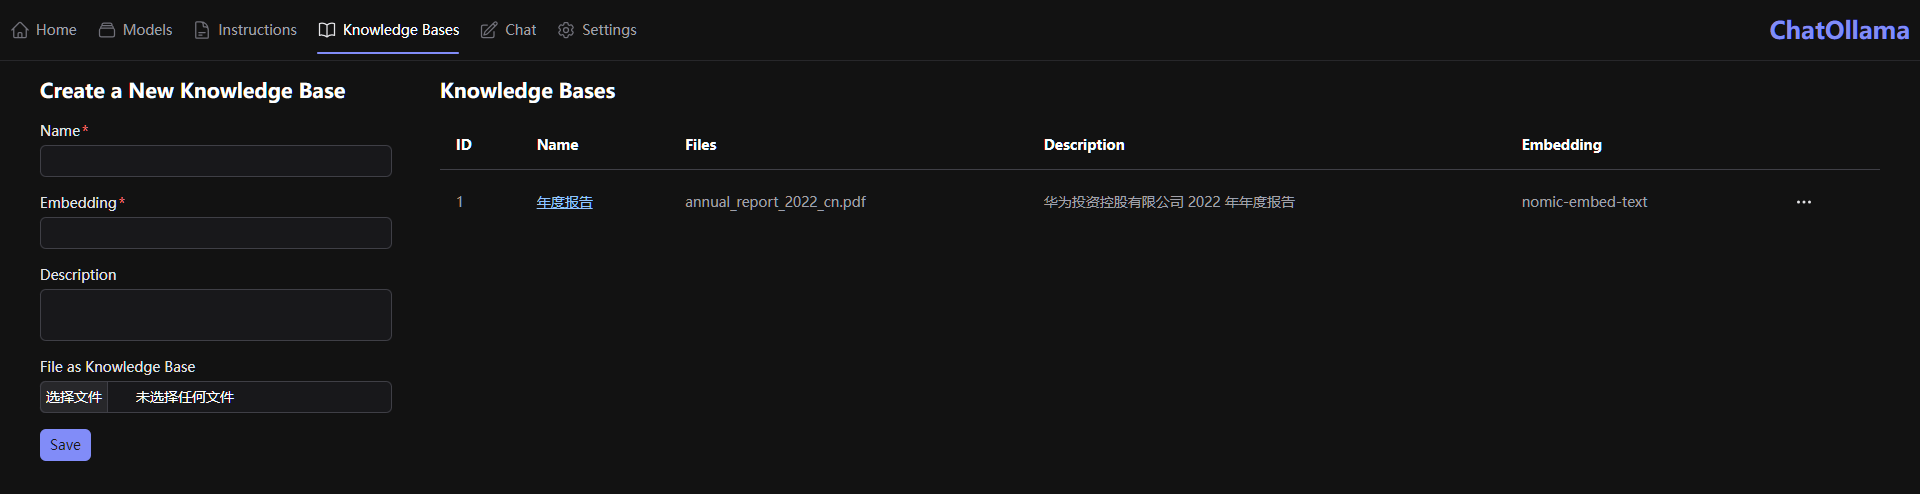 Home Models Instructions Knowledge Bases Chat Settings ChatOllama
Create a New Knowledge Base
Name*
Embedding*
Description
File as Knowledge Base
选择文件 未选择任何文件
Save
Knowledge Bases
ID Name Files Description Embedding
1 年度报告 annual_report_2022_cn.pdf 华为投资控股有限公司 2022 年年度报告 nomic-embed-text ···